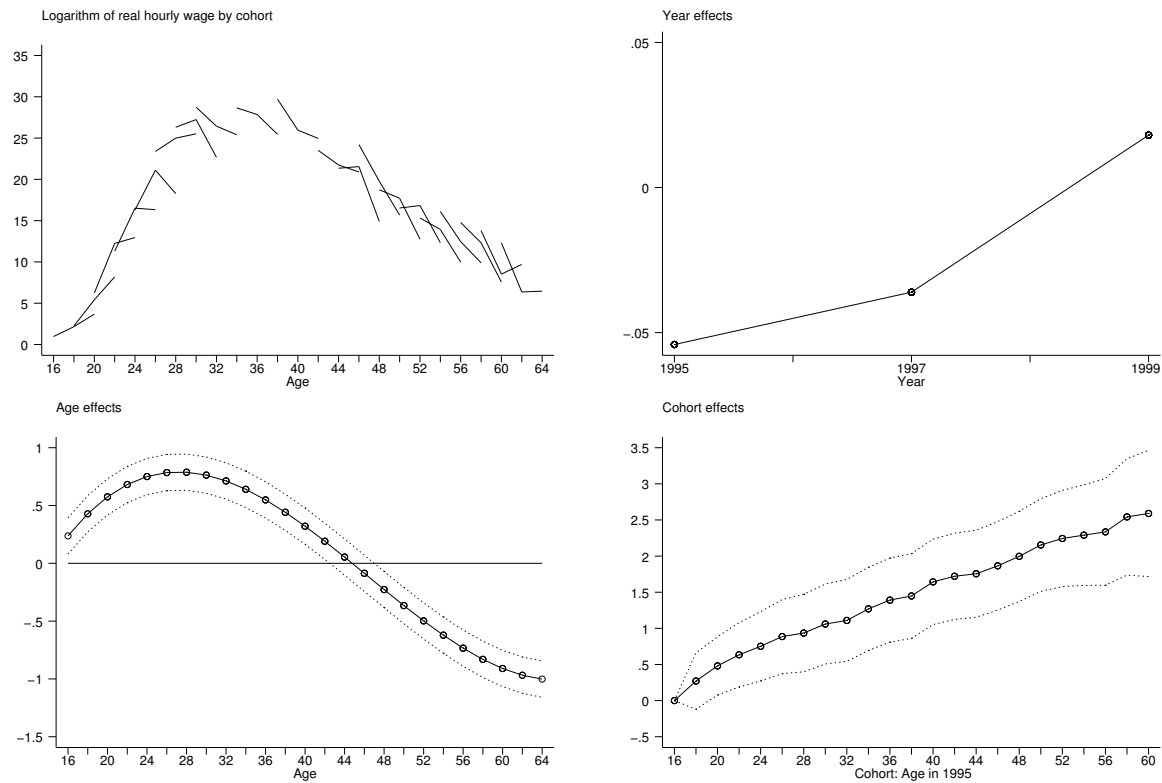 Logarithm of real hourly wage by cohort
35
30
25
20
15
10
5
0
16 20 24 28 32 36 40 44 48 52 56 60 64
Age
Year effects
.05
0
−.05
1995 1997 1999
Year
Age effects
1
.5
0
−.5
−1
−1.5
16 20 24 28 32 36 40 44 48 52 56 60 64
Age
Cohort effects
3.5
3
2.5
2
1.5
1
.5
0
−.5
16 20 24 28 32 36 40 44 48 52 56 60
Cohort: Age in 1995